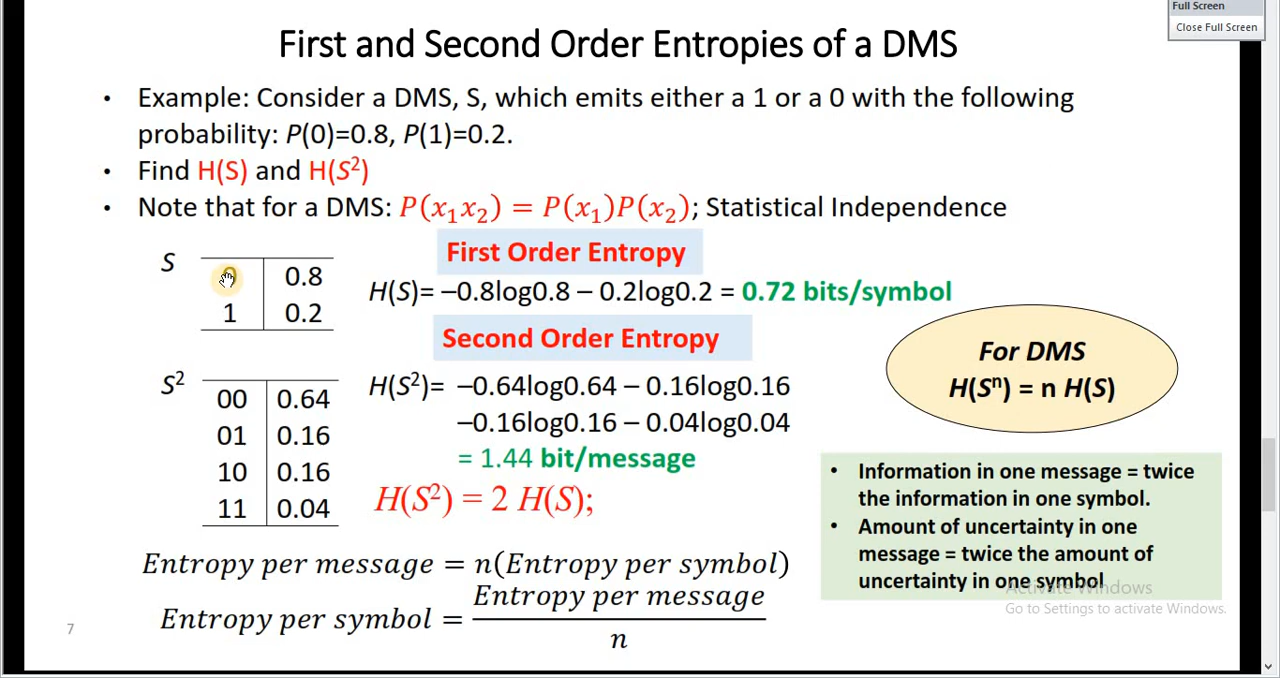 Full Screen
Close Full Screen
First and Second Order Entropies of a DMS
• Example: Consider a DMS, S, which emits either a 1 or a 0 with the following
probability: P(0)=0.8, P(1)=0.2.
• Find H(S) and H(S²)
• Note that for a DMS: P(x₁x₂) = P(x₁)P(x₂); Statistical Independence
S
0 0.8
1 0.2
First Order Entropy
H(S)= –0.8log0.8 – 0.2log0.2 = 0.72 bits/symbol
Second Order Entropy
S²
00 0.64
01 0.16
10 0.16
11 0.04
H(S²)= –0.64log0.64 – 0.16log0.16
–0.16log0.16 – 0.04log0.04
= 1.44 bit/message
H(S²) = 2 H(S);
For DMS
H(Sⁿ) = n H(S)
• Information in one message = twice
the information in one symbol.
• Amount of uncertainty in one
message = twice the amount of
uncertainty in one symbol
Entropy per message = n(Entropy per symbol)
Entropy per symbol = Entropy per message
n
Activate Windows
Go to Settings to activate Windows.
7